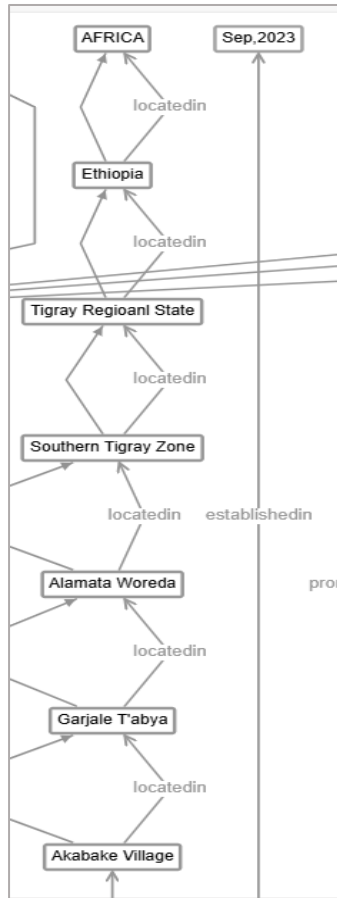 AFRICA
Sep,2023
locatedin
Ethiopia
locatedin
Tigray Regioanl State
locatedin
Southern Tigray Zone
locatedin
establishedin
Alamata Woreda
pro
locatedin
Garjale T'abya
locatedin
Akabake Village